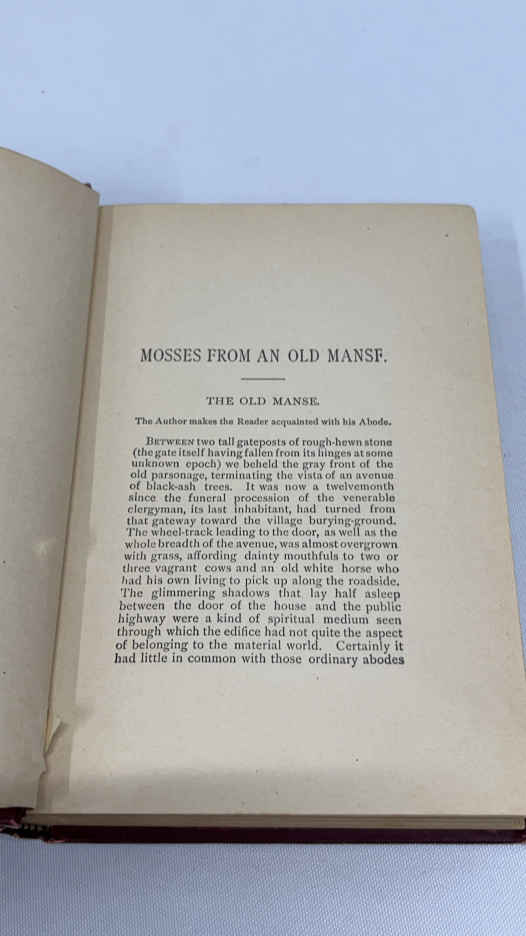 MOSSES FROM AN OLD MANSE.
THE OLD MANSE.
The Author makes the Reader acquainted with his Abode.
BETWEEN two tall gateposts of rough-hewn stone
(the gate itself having fallen from its hinges at some
unknown epoch) we beheld the gray front of the
old parsonage, terminating the vista of an avenue
of black-ash trees. It was now a twelvemonth
since the funeral procession of the venerable
clergyman, its last inhabitant, had turned from
that gateway toward the village burying-ground.
The wheel-track leading to the door, as well as the
whole breadth of the avenue, was almost overgrown
with grass, affording dainty mouthfuls to two or
three vagrant cows and an old white horse who
had his own living to pick up along the roadside.
The glimmering shadows that lay half asleep
between the door of the house and the public
highway were a kind of spiritual medium seen
through which the edifice had not quite the aspect
of belonging to the material world. Certainly it
had little in common with those ordinary abodes